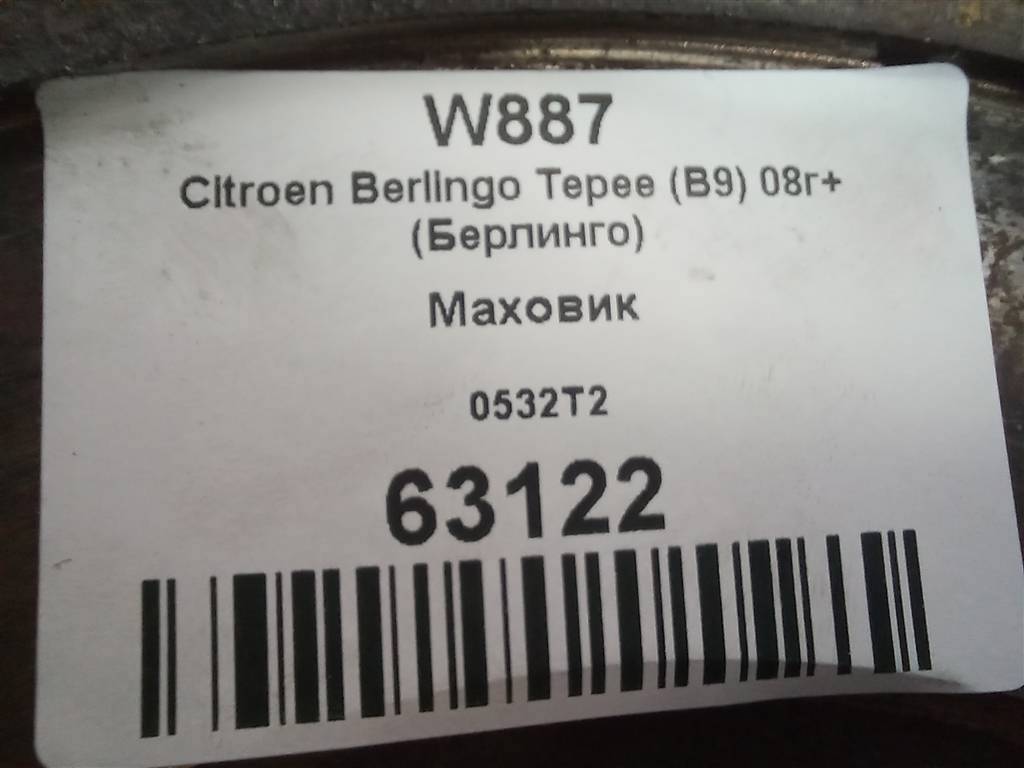 W887
Citroen Berlingo Tepee (B9) 08г+
(Берлинго)
Маховик
0532T2
63122